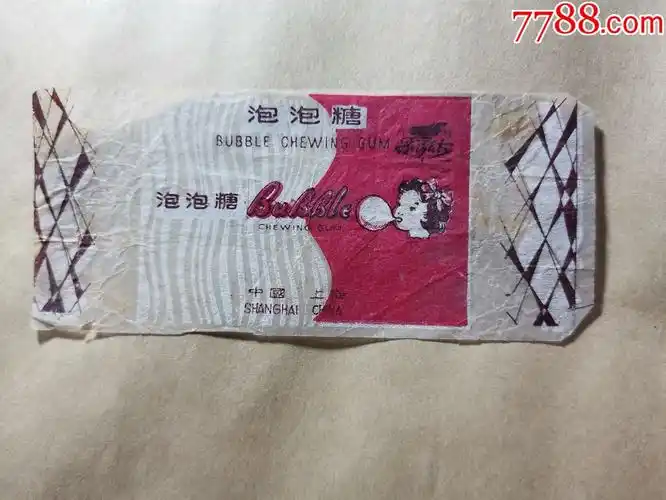 7788.com
泡泡糖
BUBBLE CHEWING GUM
泡泡糖 Bubble
CHEWING GUM
中國 上海
SHANGHAI CHINA